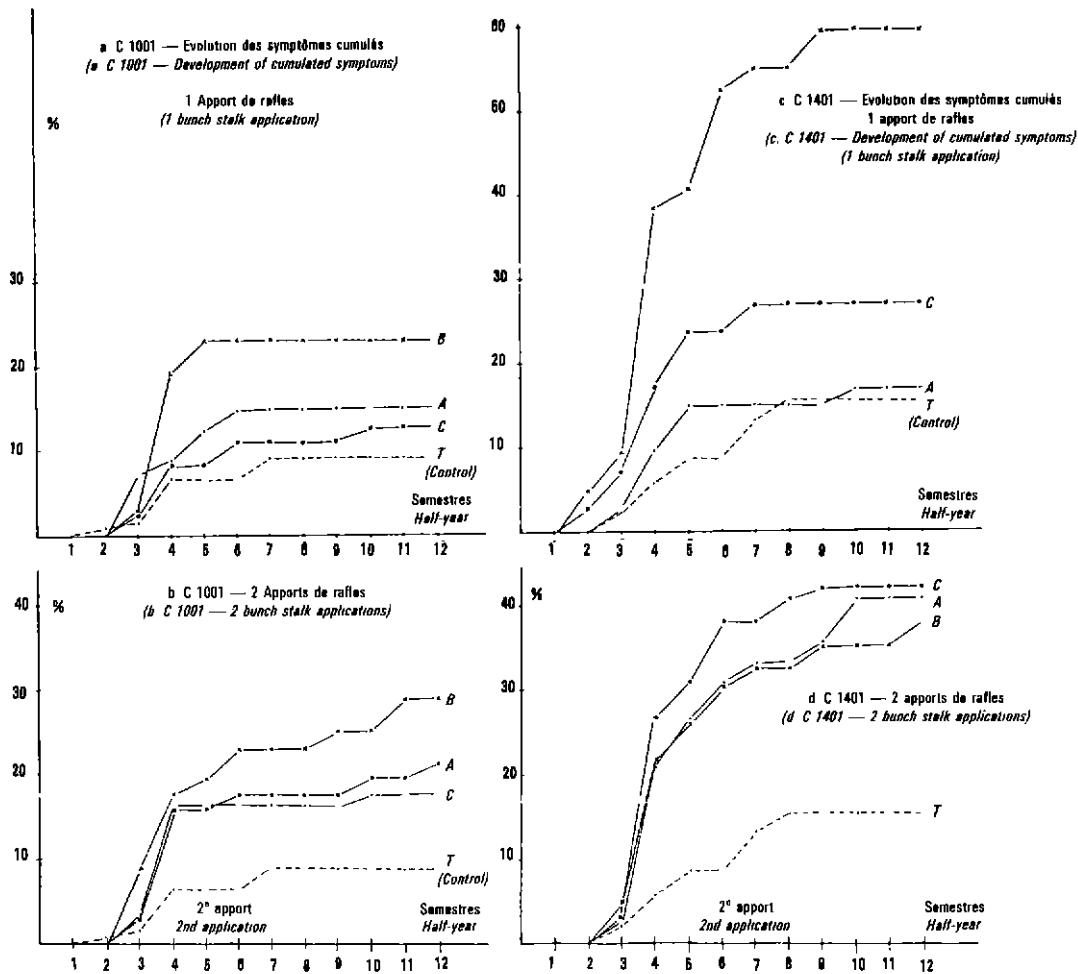 a C 1001 — Evolution des symptômes cumulés
(a C 1001 — Development of cumulated symptoms)
1 Apport de rafles
(1 bunch stalk application)
%
30
20
10
B
A
C
T
(Control)
Semestres
Half-year
1 2 3 4 5 6 7 8 9 10 11 12
80
60
40
30
20
10
c C 1401 — Evolution des symptômes cumulés
1 apport de rafles
(c. C 1401 — Development of cumulated symptoms)
(1 bunch stalk application)
C
A
T
(Control)
Semestres
Half-year
1 2 3 4 5 6 7 8 9 10 11 12
b C 1001 — 2 Apports de rafles
(b C 1001 — 2 bunch stalk applications)
%
40
30
20
10
B
A
C
T
(Control)
2e apport
2nd application
Semestres
Half-year
1 2 3 4 5 6 7 8 9 10 11 12
%
40
30
20
10
C
A
B
d C 1401 — 2 apports de rafles
(d C 1401 — 2 bunch stalk applications)
T
2e apport
2nd application
Semestres
Half-year
1 2 3 4 5 6 7 8 9 10 11 12